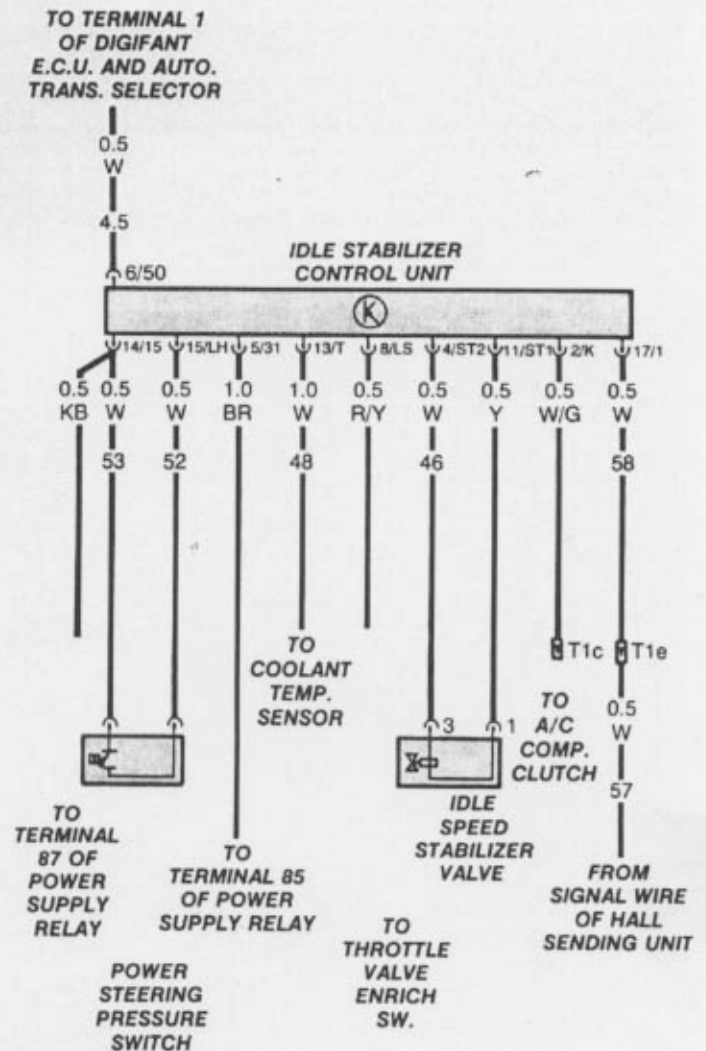 TO TERMINAL 1
OF DIGIFANT
E.C.U. AND AUTO.
TRANS. SELECTOR
0.5
W
4.5
IDLE STABILIZER
CONTROL UNIT
6/50
K
14/15 15/LH 5/31 13/T 8/LS 4/ST2 11/ST1 2/K 17/1
0.5 0.5 0.5 1.0 1.0 0.5 0.5 0.5 0.5 0.5
KB W W BR W R/Y W Y W/G W
53 52 48 46 58
T1c T1e
TO
COOLANT
TEMP.
SENSOR
3 1
TO
A/C
COMP.
CLUTCH
0.5
W
57
TO
TERMINAL
87 OF
POWER
SUPPLY
RELAY
TO
TERMINAL 85
OF POWER
SUPPLY RELAY
IDLE
SPEED
STABILIZER
VALVE
FROM
SIGNAL WIRE
OF HALL
SENDING UNIT
POWER
STEERING
PRESSURE
SWITCH
TO
THROTTLE
VALVE
ENRICH
SW.